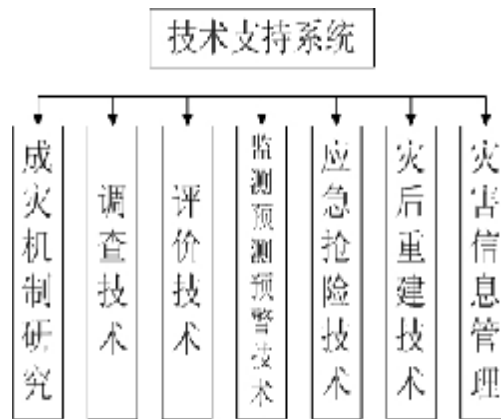 技术支持系统
成灾机制研究
调查技术
评价技术
监测预测预警技术
应急抢险技术
灾后重建技术
灾害信息管理